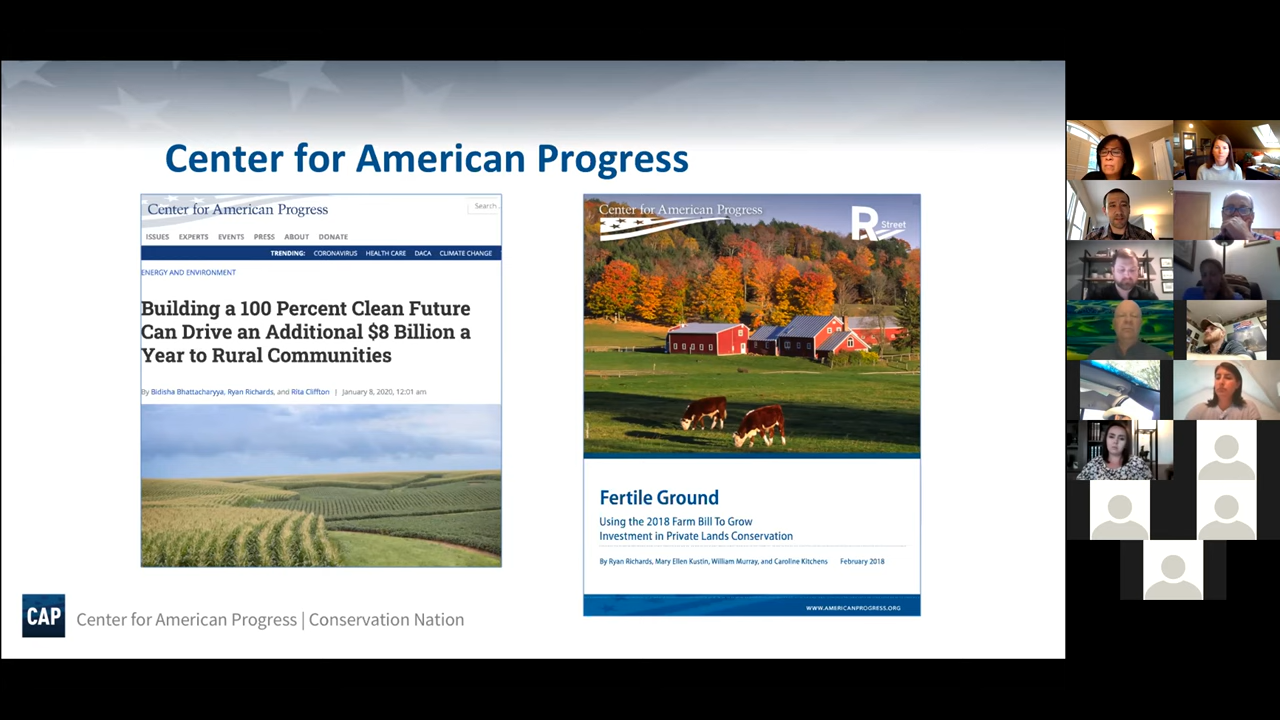 Center for American Progress
Center for American Progress
Search
ISSUES EXPERTS EVENTS PRESS ABOUT DONATE
TRENDING: CORONAVIRUS HEALTH CARE DACA CLIMATE CHANGE
ENERGY AND ENVIRONMENT
Building a 100 Percent Clean Future
Can Drive an Additional $8 Billion a
Year to Rural Communities
By Bidisha Bhattacharyya, Ryan Richards, and Rita Cliffton | January 8, 2020, 12:01 am
Center for American Progress
R Street
Fertile Ground
Using the 2018 Farm Bill To Grow
Investment in Private Lands Conservation
By Ryan Richards, Mary Ellen Kustin, William Murray, and Caroline Kitchens February 2018
WWW.AMERICANPROGRESS.ORG
CAP Center for American Progress | Conservation Nation